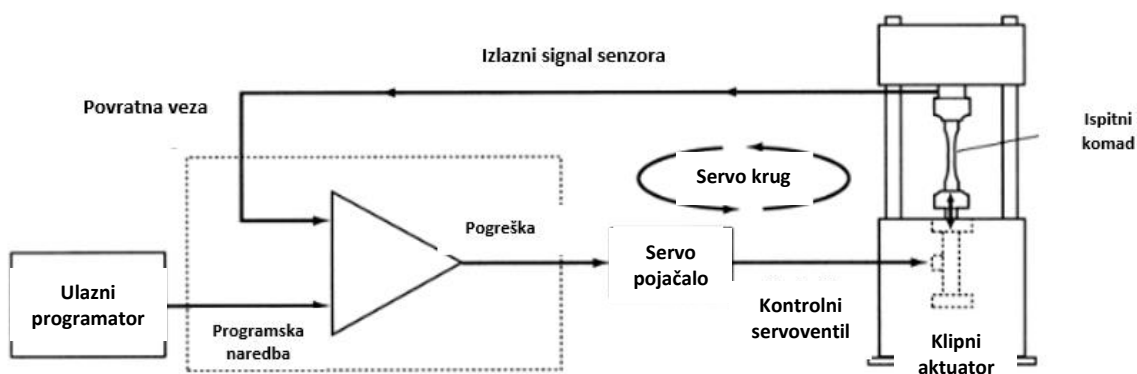 Izlazni signal senzora
Povratna veza
Ispitni
komad
Servo krug
Pogreška
Servo
pojačalo
Ulazni
programator
Programska
naredba
Kontrolni
servoventil
Klipni
aktuator